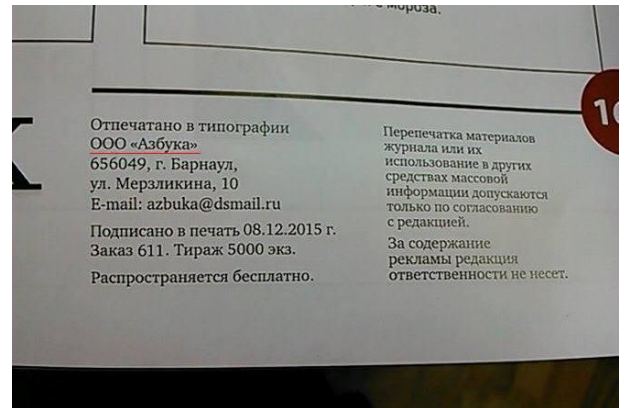 мороза.
Отпечатано в типографии
ООО «Азбука»
656049, г. Барнаул,
ул. Мерзликина, 10
E-mail: azbuka@dsmail.ru
Подписано в печать 08.12.2015 г.
Заказ 611. Тираж 5000 экз.
Распространяется бесплатно.
Перепечатка материалов
журнала или их
использование в других
средствах массовой
информации допускаются
только по согласованию
с редакцией.
За содержание
рекламы редакция
ответственности не несет.